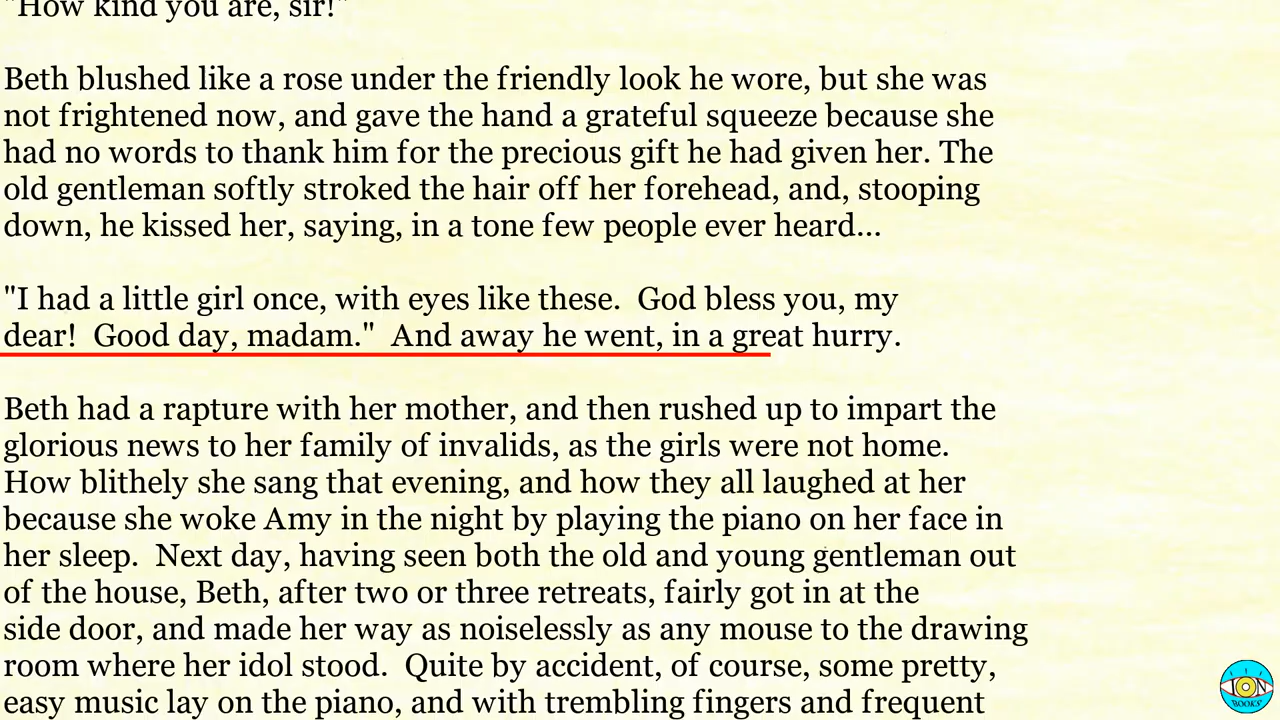 "How kind you are, sir!"
Beth blushed like a rose under the friendly look he wore, but she was
not frightened now, and gave the hand a grateful squeeze because she
had no words to thank him for the precious gift he had given her. The
old gentleman softly stroked the hair off her forehead, and, stooping
down, he kissed her, saying, in a tone few people ever heard...
"I had a little girl once, with eyes like these.  God bless you, my
dear!  Good day, madam."  And away he went, in a great hurry.
Beth had a rapture with her mother, and then rushed up to impart the
glorious news to her family of invalids, as the girls were not home.
How blithely she sang that evening, and how they all laughed at her
because she woke Amy in the night by playing the piano on her face in
her sleep.  Next day, having seen both the old and young gentleman out
of the house, Beth, after two or three retreats, fairly got in at the
side door, and made her way as noiselessly as any mouse to the drawing
room where her idol stood.  Quite by accident, of course, some pretty,
easy music lay on the piano, and with trembling fingers and frequent
ION
BOOKS